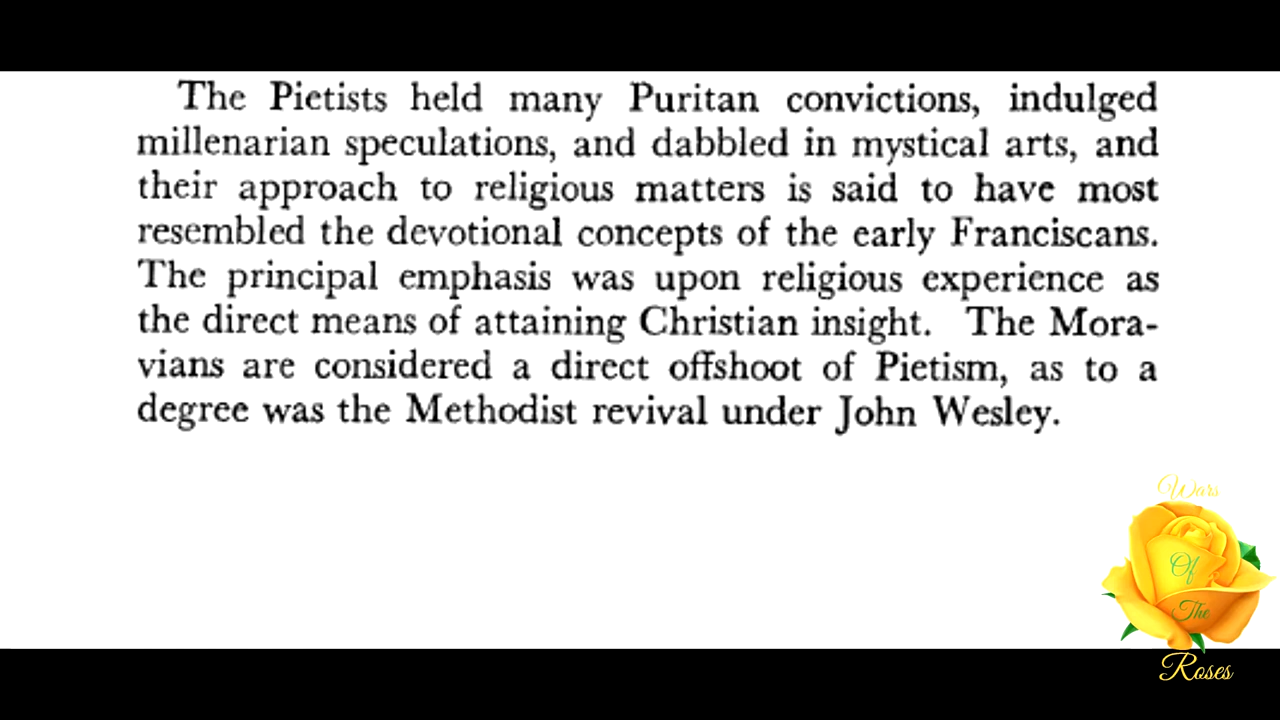 The Pietists held many Puritan convictions, indulged
millenarian speculations, and dabbled in mystical arts, and
their approach to religious matters is said to have most
resembled the devotional concepts of the early Franciscans.
The principal emphasis was upon religious experience as
the direct means of attaining Christian insight. The Mora-
vians are considered a direct offshoot of Pietism, as to a
degree was the Methodist revival under John Wesley.
Wars
Of
The
Roses